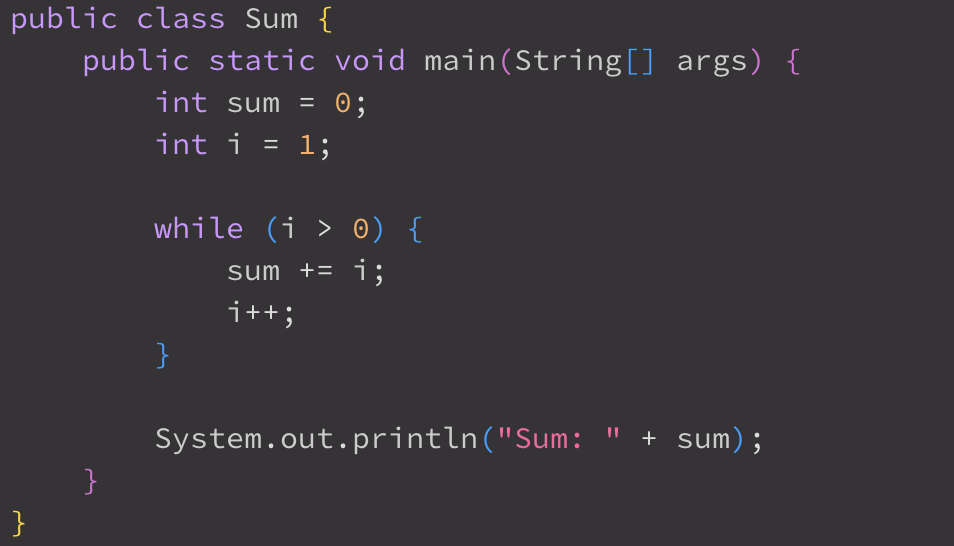 public class Sum {
    public static void main(String[] args) {
        int sum = 0;
        int i = 1;

        while (i > 0) {
            sum += i;
            i++;
        }

        System.out.println("Sum: " + sum);
    }
}